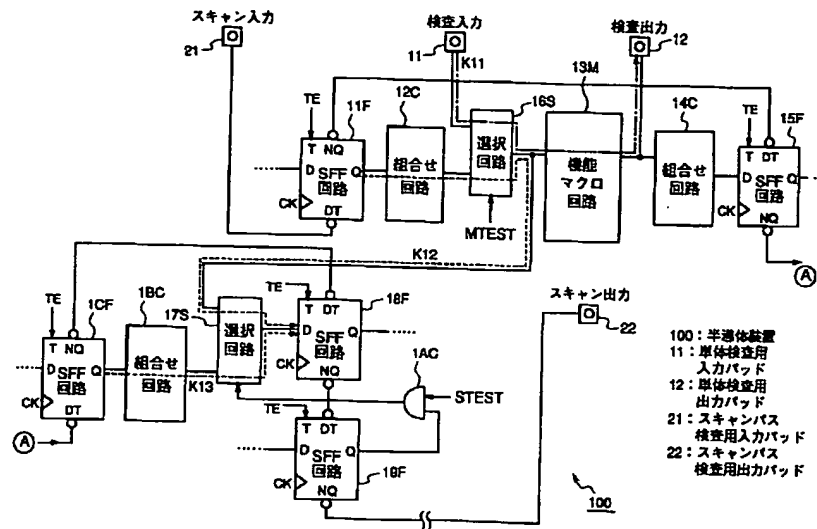 スキャン入力
21
検査入力
11
K11
検査出力
12
TE
11F
12C
16S
13M
14C
TE
15F
T
NQ
D
SFF
回路
Q
CK
DT
組合せ
回路
選択
回路
MTEST
機能
マクロ
回路
組合せ
回路
T
DT
D
SFF
回路
Q
CK
NQ
A
K12
1CF
TE
1BC
17S
TE
18F
T
NQ
D
SFF
回路
Q
CK
DT
A
組合せ
回路
K13
選択
回路
T
DT
D
SFF
回路
Q
CK
NQ
1AC
STEST
TE
T
DT
D
SFF
回路
Q
CK
NQ
19F
スキャン出力
22
100:半導体装置
11:単体検査用
入力パッド
12:単体検査用
出力パッド
21:スキャンパス
検査用入力パッド
22:スキャンパス
検査用出力パッド
100